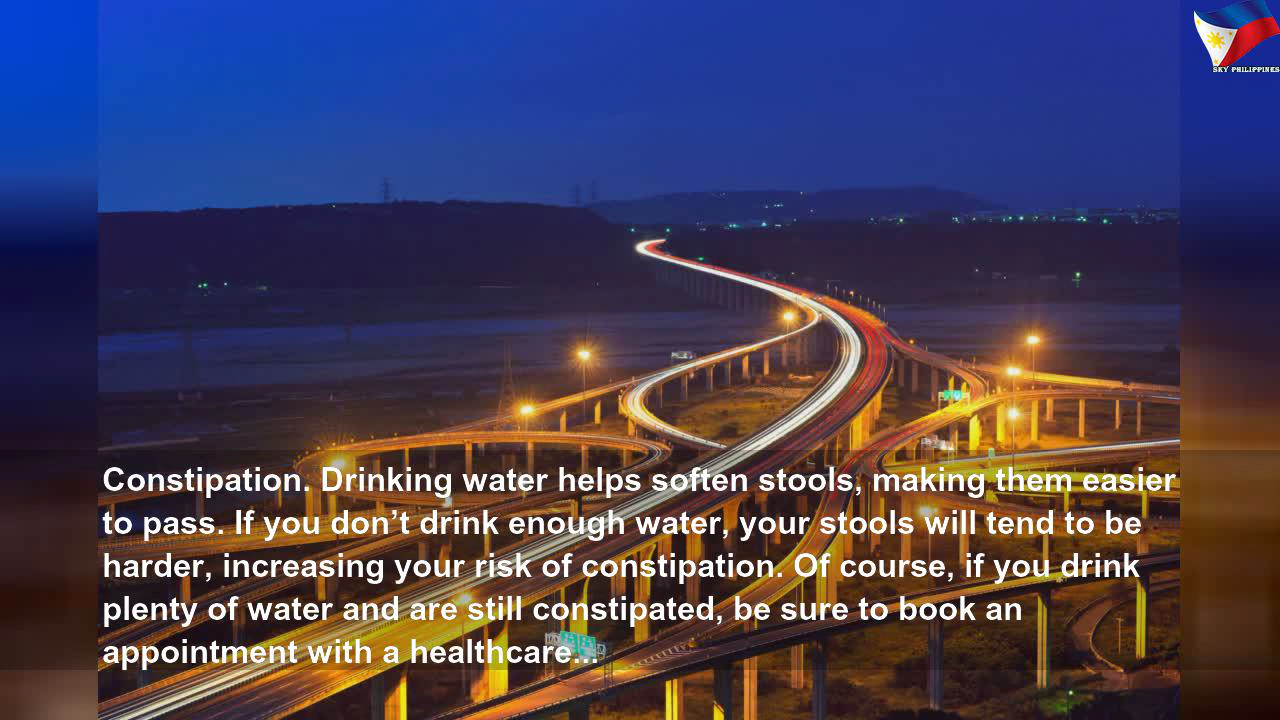 SKY PHILIPPINES
Constipation. Drinking water helps soften stools, making them easier
to pass. If you don’t drink enough water, your stools will tend to be
harder, increasing your risk of constipation. Of course, if you drink
plenty of water and are still constipated, be sure to book an
appointment with a healthcare...